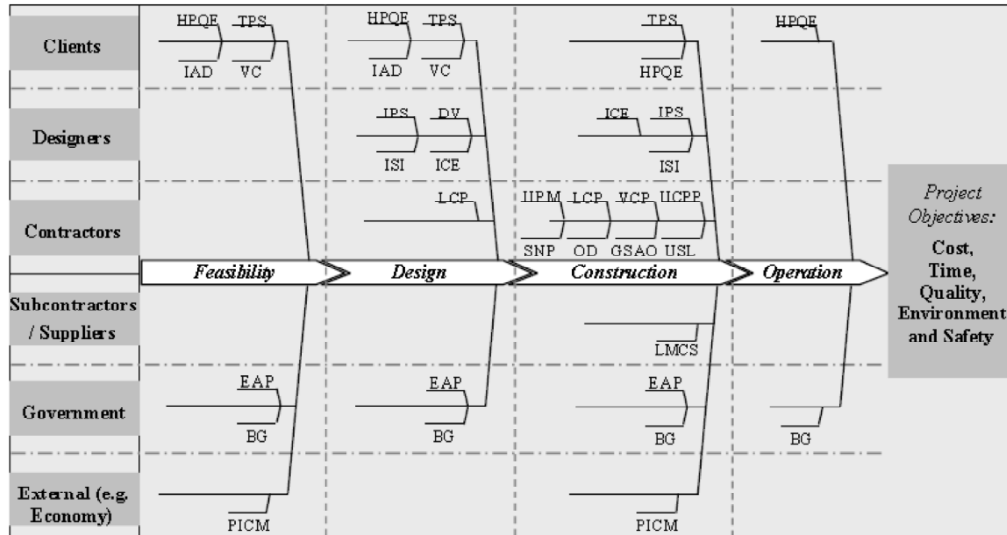 HPQE TPS HPQE TPS TPS HPQE
Clients
IAD VC IAD VC HPQE
IPS DV ICE IPS
Designers
ISI ICE ISI
LCP UPM LCP VCP UCPP
Contractors
SNP OD GSAO USL
Feasibility Design Construction Operation
Project
Objectives:
Cost,
Time,
Quality,
Environment
and Safety
Subcontractors
/ Suppliers
LMCS
EAP EAP EAP
Government
BG BG BG BG
External (e.g.
Economy)
PICM PICM